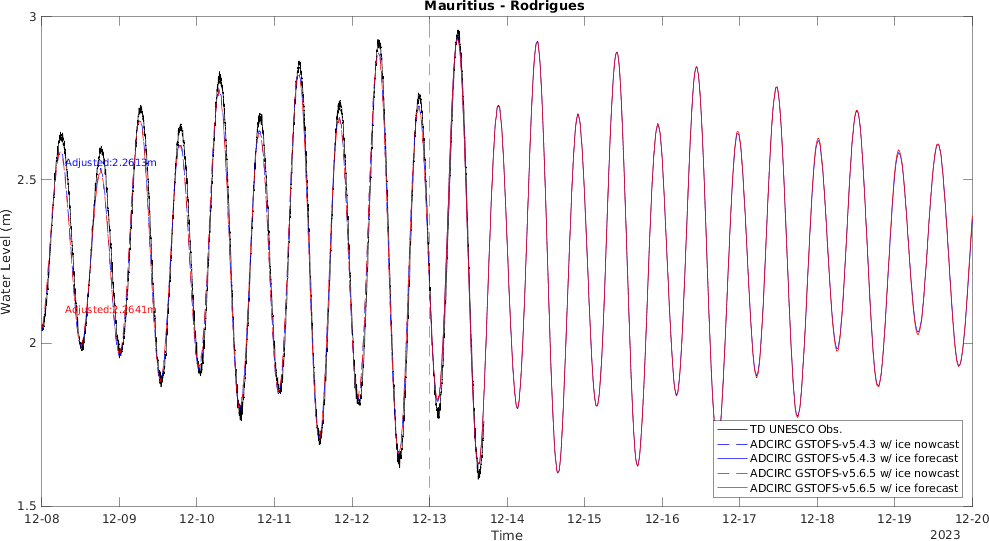 Mauritius - Rodrigues
3
2.5
2
1.5
Water Level (m)
Adjusted:2.2613m
Adjusted:2.2641m
TD UNESCO Obs.
ADCIRC GSTOFS-v5.4.3 w/ ice nowcast
ADCIRC GSTOFS-v5.4.3 w/ ice forecast
ADCIRC GSTOFS-v5.6.5 w/ ice nowcast
ADCIRC GSTOFS-v5.6.5 w/ ice forecast
12-08 12-09 12-10 12-11 12-12 12-13 12-14 12-15 12-16 12-17 12-18 12-19 12-20
Time
2023